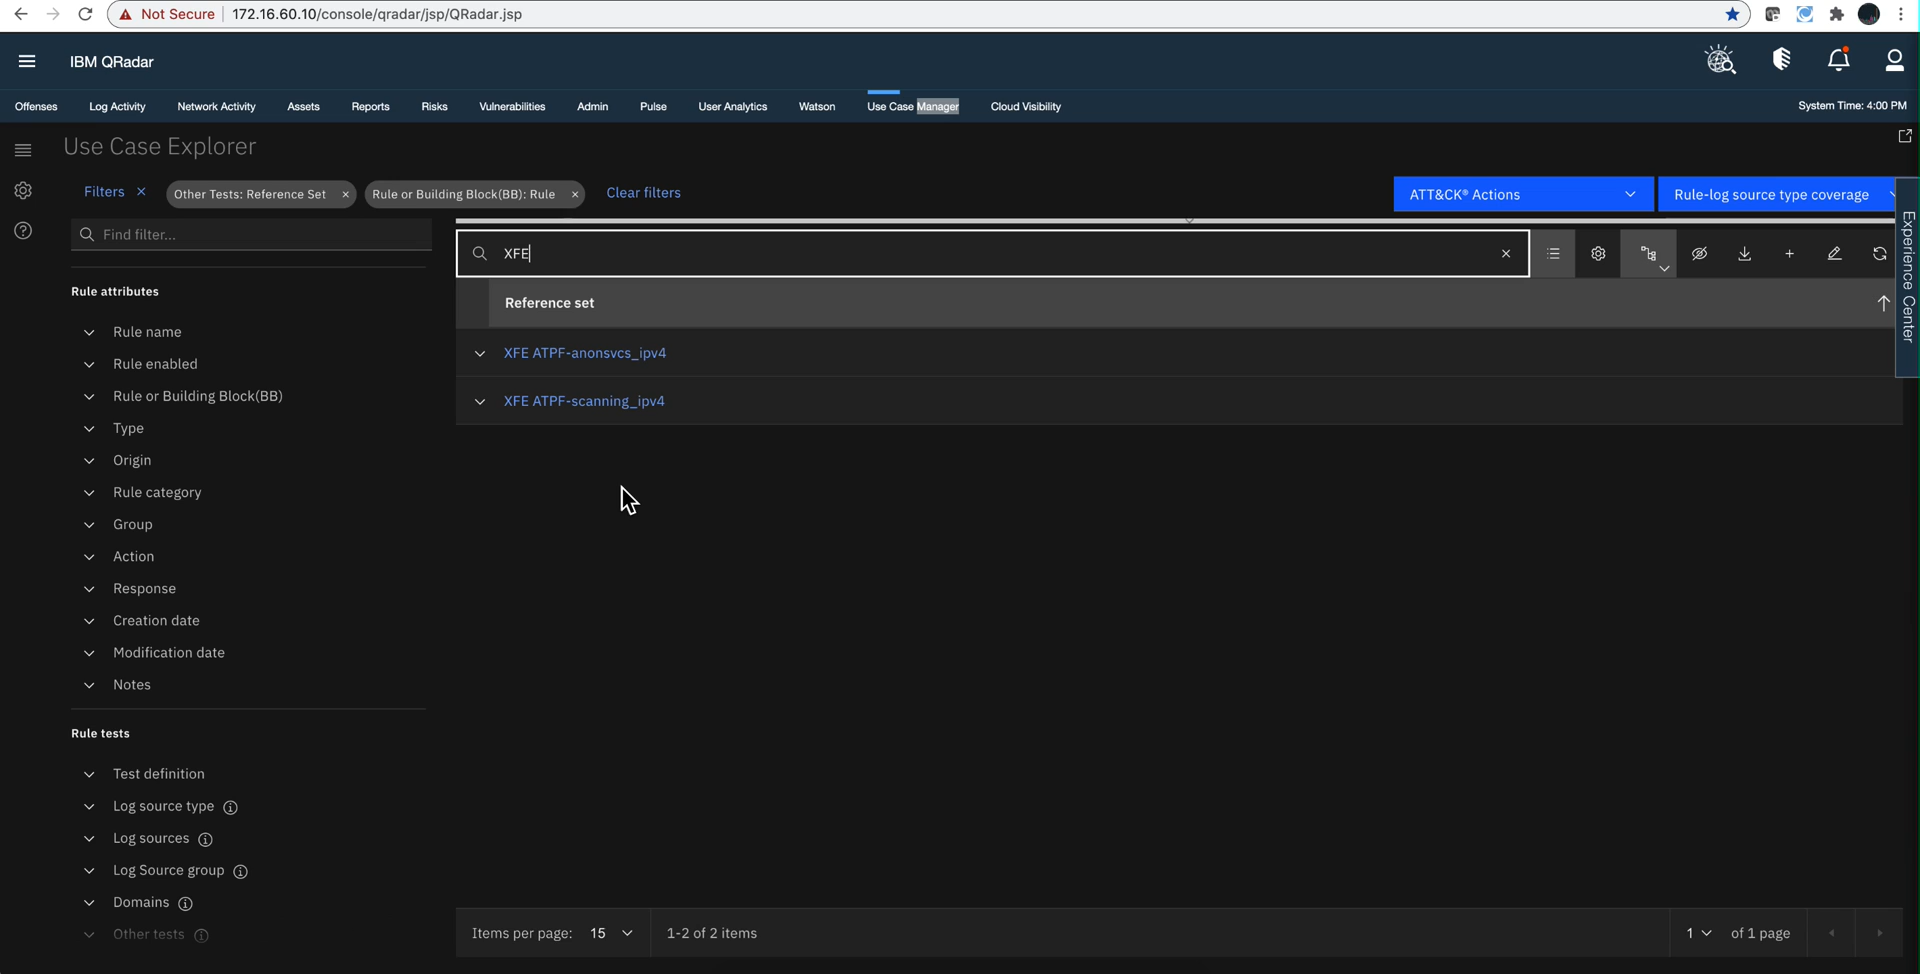 Not Secure 172.16.60.10/console/qradar/jsp/QRadar.jsp
IBM QRadar
Offenses Log Activity Network Activity Assets Reports Risks Vulnerabilities Admin Pulse User Analytics Watson Use Case Manager Cloud Visibility System Time: 4:00 PM
Use Case Explorer
Filters × Other Tests: Reference Set × Rule or Building Block(BB): Rule × Clear filters ATT&CK® Actions Rule-log source type coverage
Experience Center
Find filter...
XFE
Rule attributes
Reference set
Rule name
XFE ATPF-anonsvcs_ipv4
Rule enabled
Rule or Building Block(BB)
XFE ATPF-scanning_ipv4
Type
Origin
Rule category
Group
Action
Response
Creation date
Modification date
Notes
Rule tests
Test definition
Log source type
Log sources
Log Source group
Domains
Other tests
Items per page: 15 1-2 of 2 items 1 of 1 page